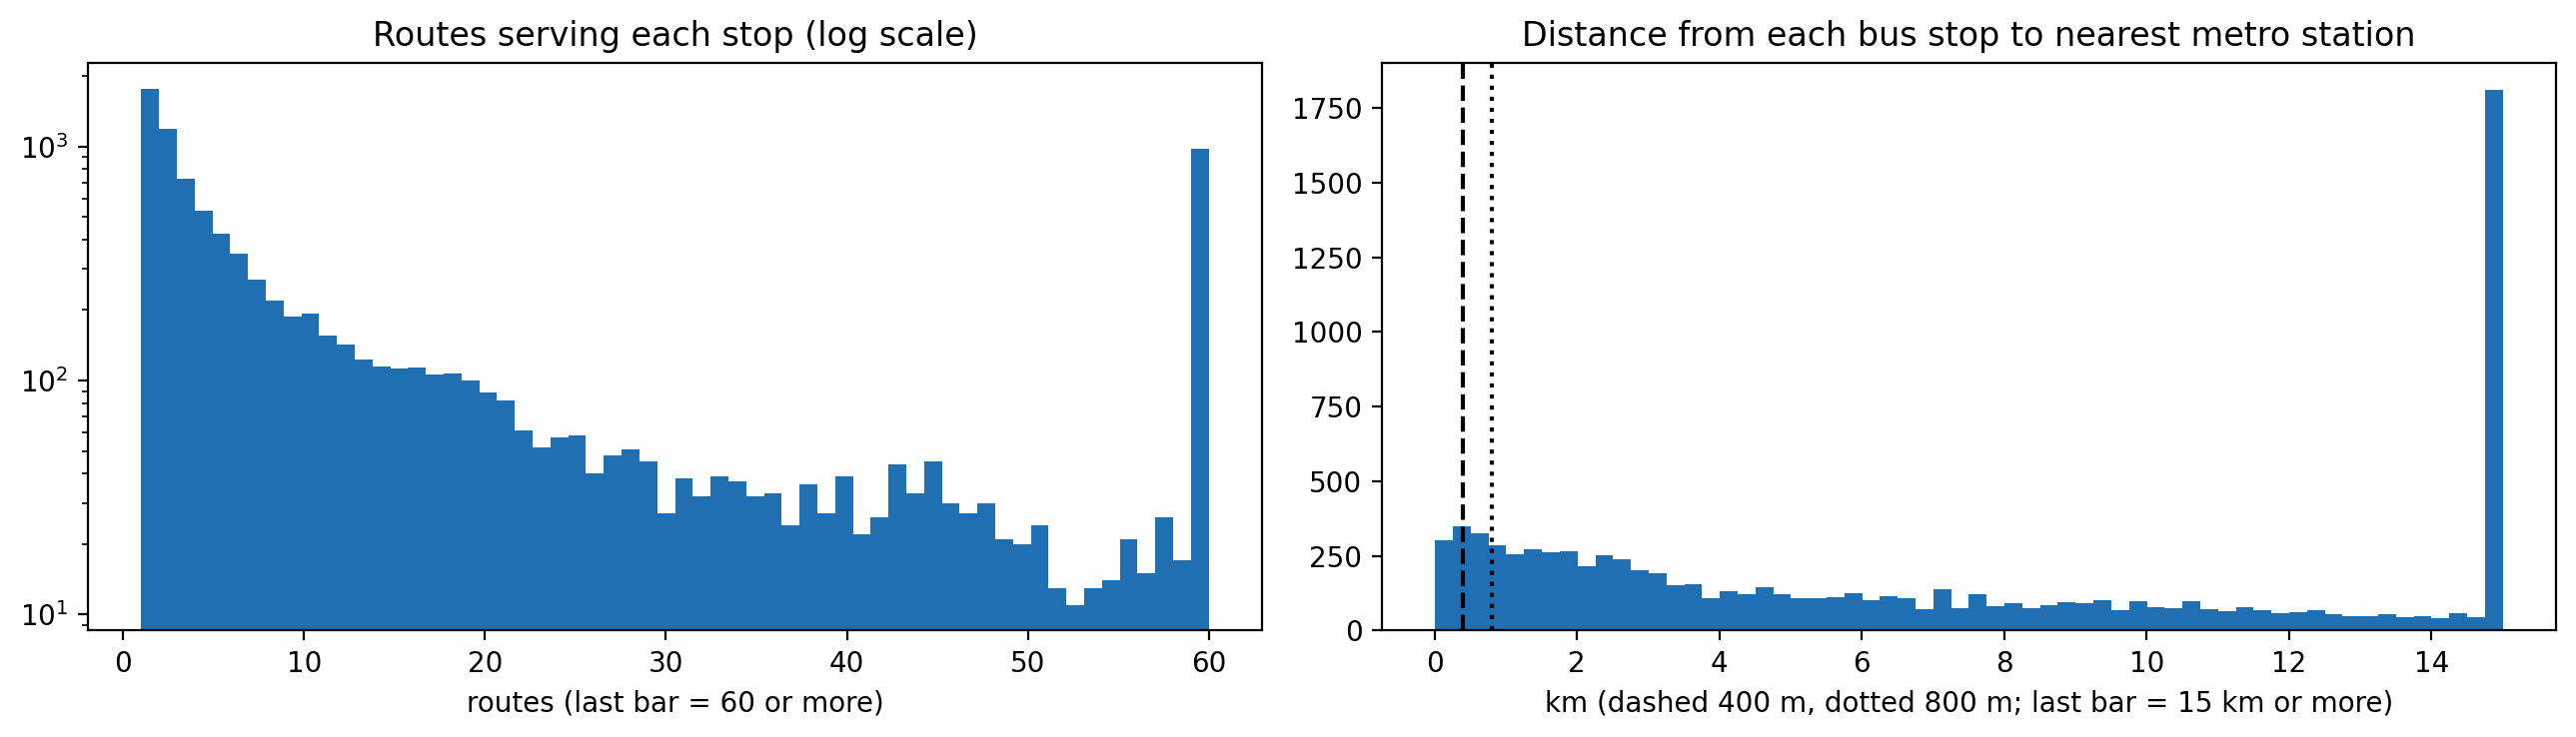 Routes serving each stop (log scale)
10³
10²
10¹
0 10 20 30 40 50 60
routes (last bar = 60 or more)
Distance from each bus stop to nearest metro station
1750
1500
1250
1000
750
500
250
0
0 2 4 6 8 10 12 14
km (dashed 400 m, dotted 800 m; last bar = 15 km or more)